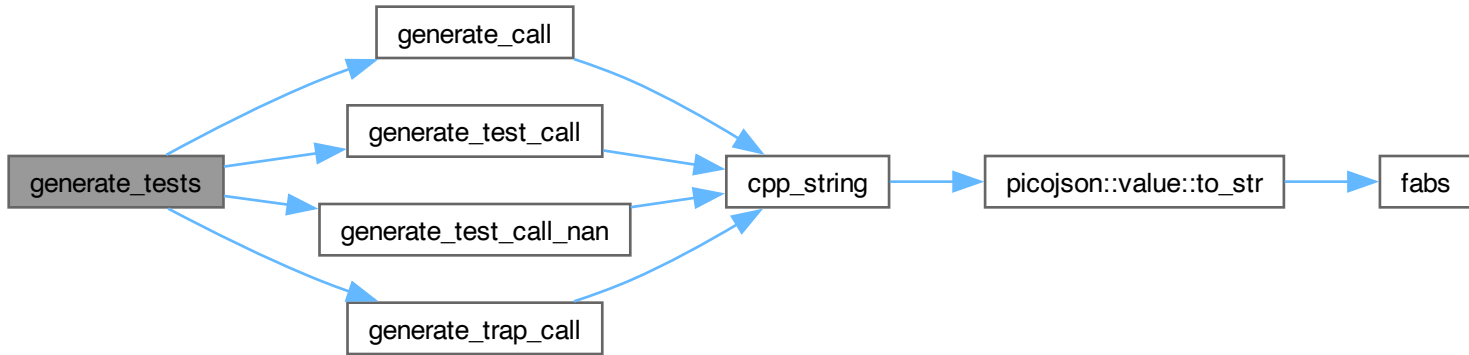 generate_call
generate_test_call
generate_tests
cpp_string
picojson::value::to_str
fabs
generate_test_call_nan
generate_trap_call